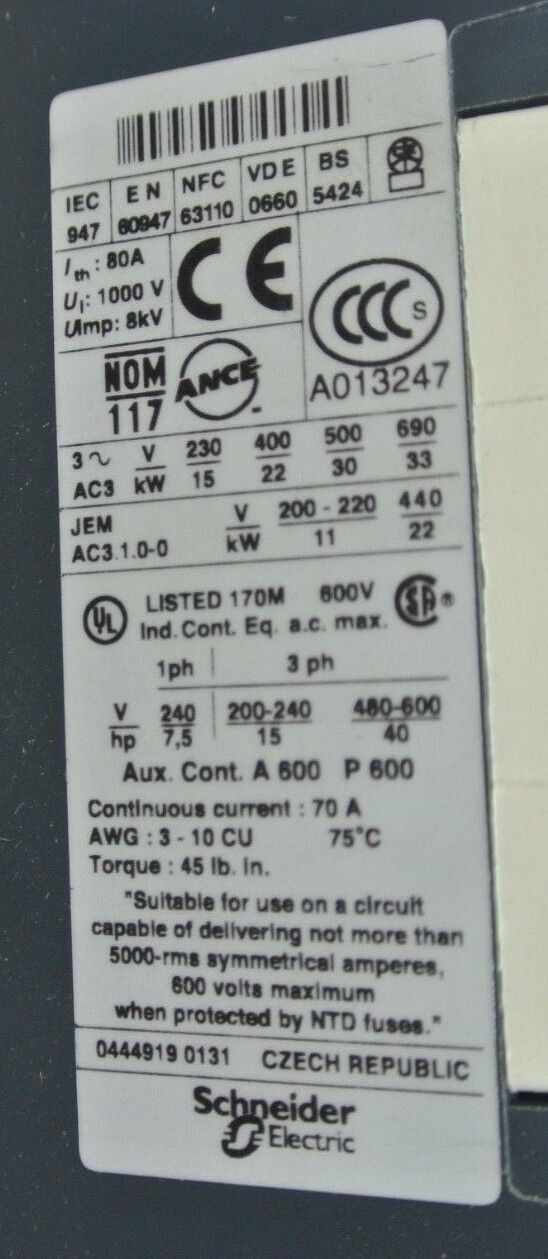 IEC EN NFC VDE BS
947 60947 63110 0660 5424
Ith : 80A
Ui: 1000 V
UImp: 8kV
CE
CCC S
A013247
NOM
117
ANCE
3 ~ V 230 400 500 690
AC3 kW 15 22 30 33
JEM V 200 - 220 440
AC3.1.0-0 kW 11 22
UL LISTED 170M 600V SA ®
Ind. Cont. Eq. a.c. max.
1ph 3 ph
V 240 200-240 480-600
hp 7,5 15 40
Aux. Cont. A 600 P 600
Continuous current : 70 A
AWG : 3 - 10 CU 75°C
Torque : 45 lb. in.
"Suitable for use on a circuit
capable of delivering not more than
5000-rms symmetrical amperes,
600 volts maximum
when protected by NTD fuses."
0444919 0131 CZECH REPUBLIC
Schneider
Electric